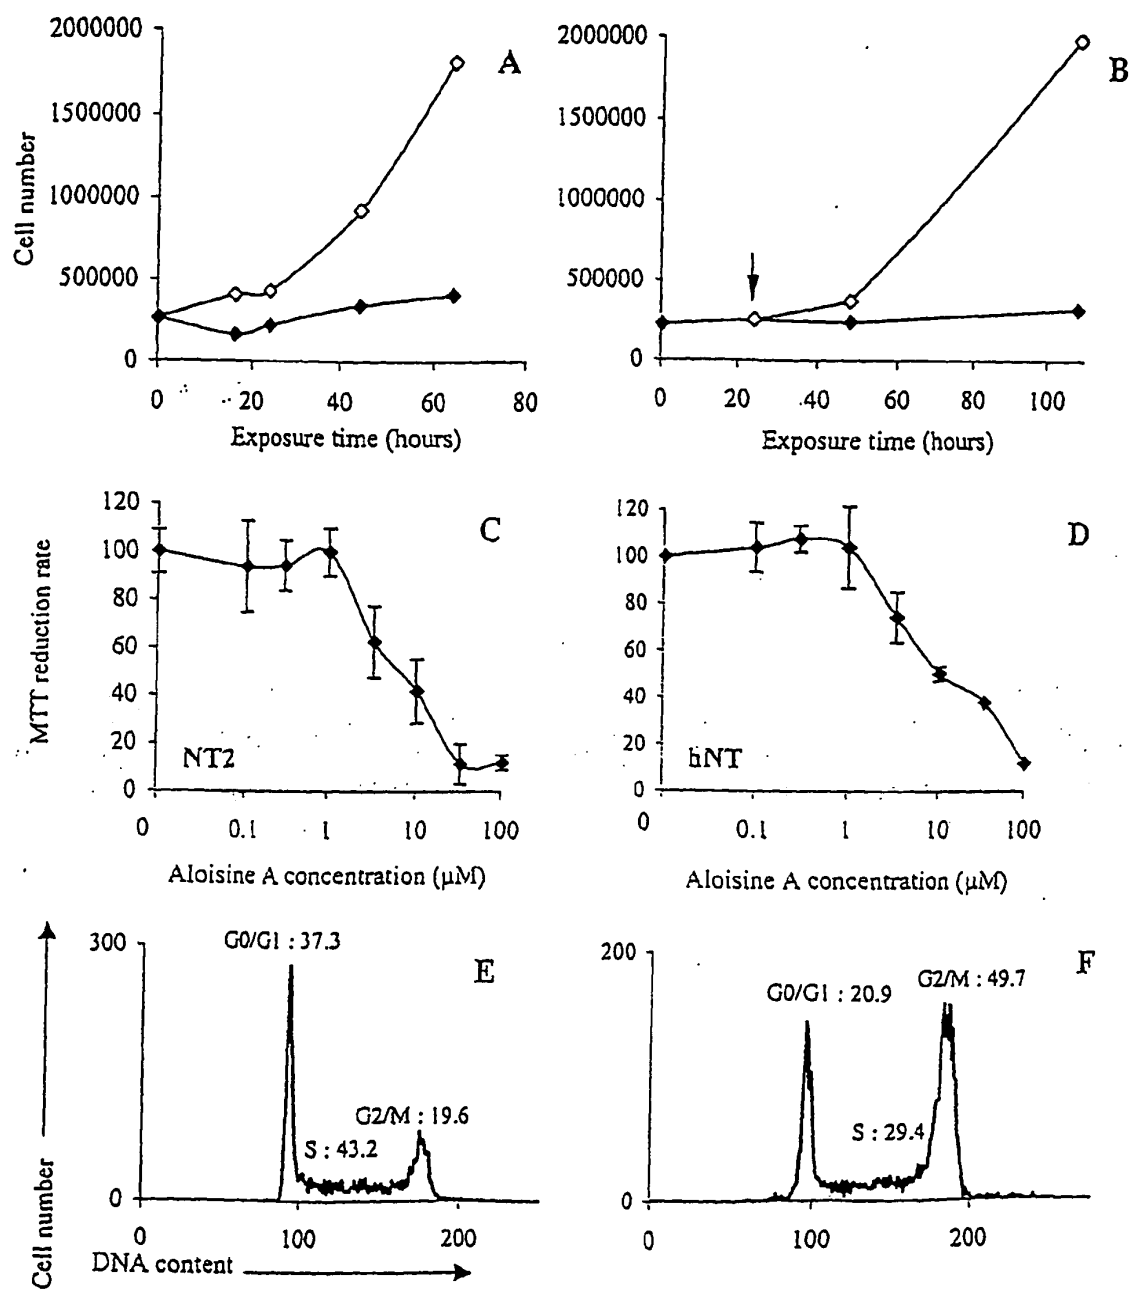 2000000
1500000
1000000
500000
0
Cell number
A
0 20 40 60 80
Exposure time (hours)
2000000
1500000
1000000
500000
0
B
0 20 40 60 80 100
Exposure time (hours)
120
100
80
60
40
20
0
MTT reduction rate
C
NT2
0 0.1 1 10 100
Aloisine A concentration (µM)
120
100
80
60
40
20
0
D
hNT
0 0.1 1 10 100
Aloisine A concentration (µM)
300
0
Cell number
G0/G1 : 37.3
E
G2/M : 19.6
S : 43.2
0 100 200
DNA content
200
0
G0/G1 : 20.9
G2/M : 49.7
F
S : 29.4
0 100 200